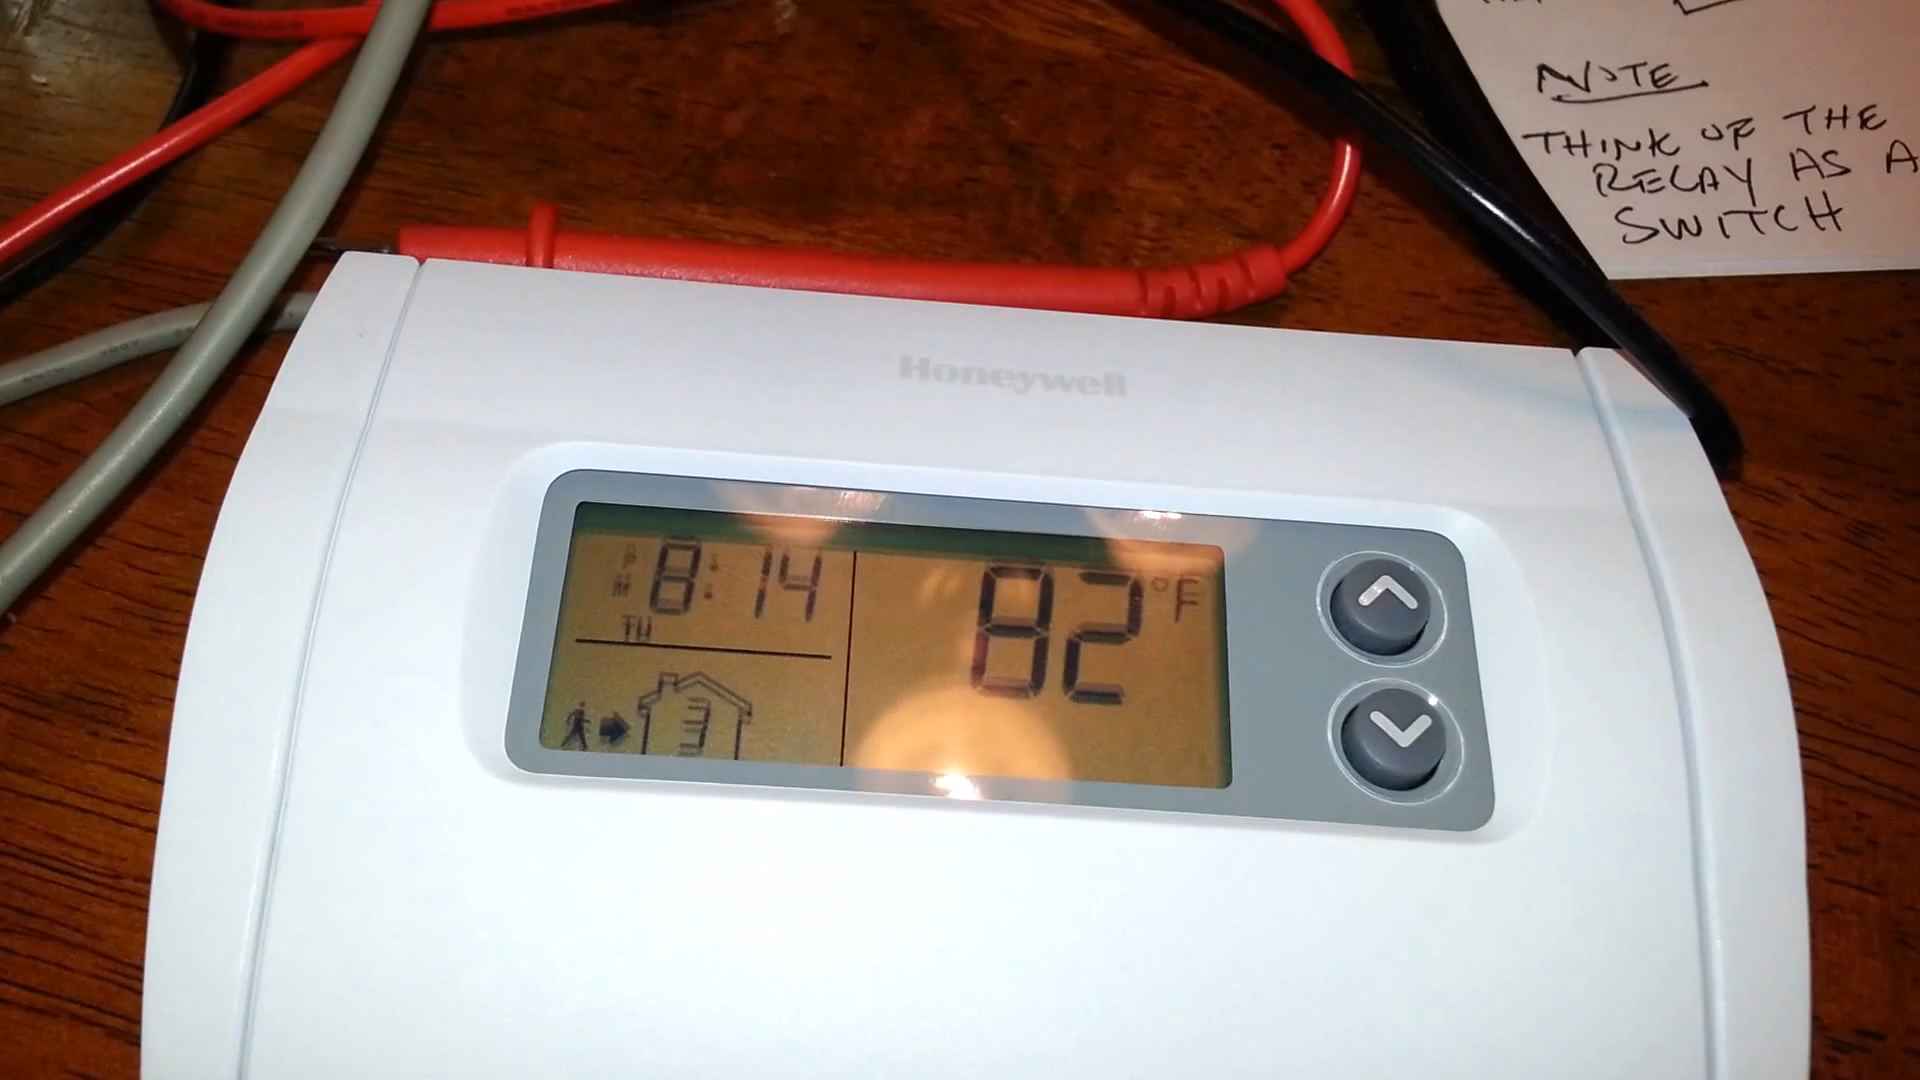 NOTE
THINK OF THE
RELAY AS A
SWITCH
Honeywell
PM 8:14
TH
82°F